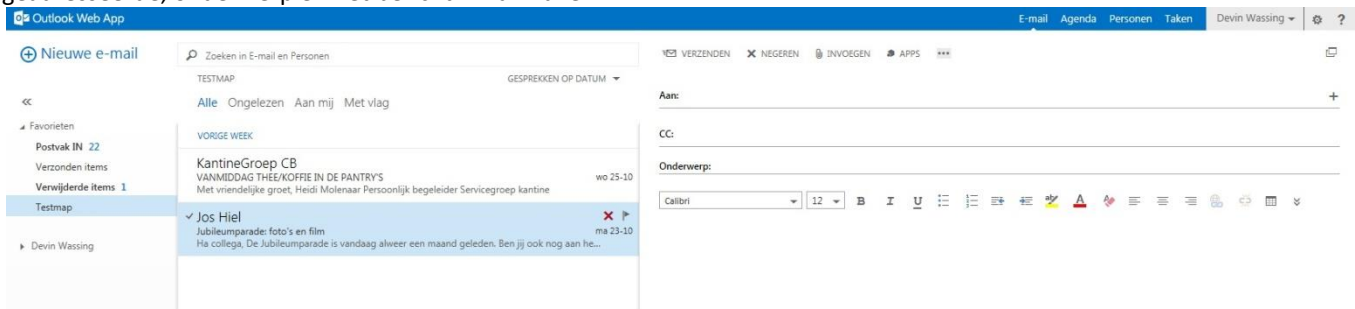 Outlook Web App
E-mail Agenda Personen Taken Devin Wassing ?
Nieuwe e-mail
Zoeken in E-mail en Personen
TESTMAP GESPREKKEN OP DATUM
Alle Ongelezen Aan mij Met vlag
Favorieten
Postvak IN 22
Verzonden items
Verwijderde items 1
Testmap
Devin Wassing
VORIGE WEEK
KantineGroep CB
VANMIDDAG THEE/KOFFIE IN DE PANTRY'S wo 25-10
Met vriendelijke groet, Heidi Molenaar Persoonlijk begeleider Servicegroep kantine
Jos Hiel
Jubileumparade: foto's en film ma 23-10
Ha collega, De Jubileumparade is vandaag alweer een maand geleden. Ben jij ook nog aan he...
VERZENDEN NEGEREN INVOEGEN APPS
Aan:
CC:
Onderwerp:
Calibri 12 B I U